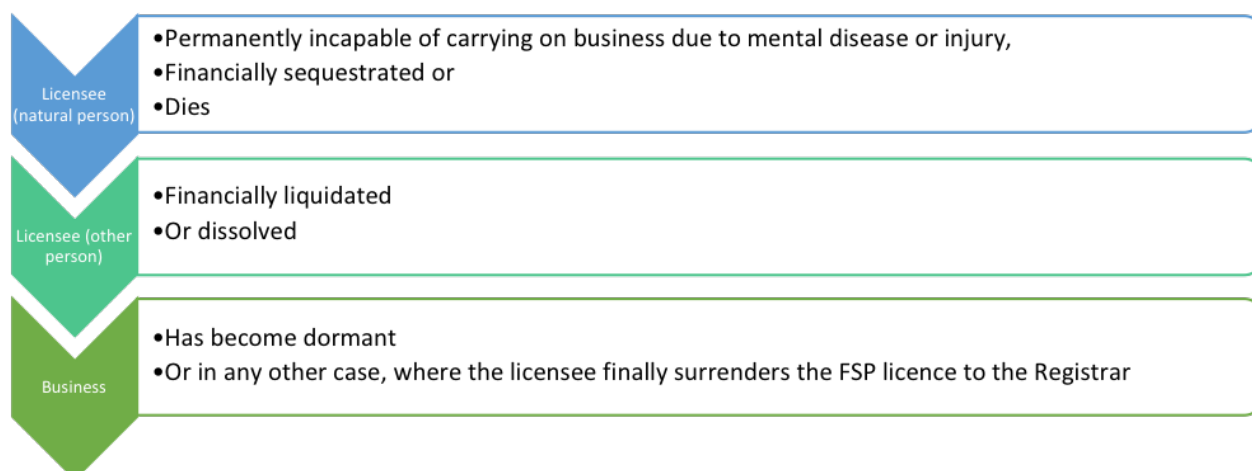 Licensee
(natural person)
•Permanently incapable of carrying on business due to mental disease or injury,
•Financially sequestrated or
•Dies
Licensee (other
person)
•Financially liquidated
•Or dissolved
Business
•Has become dormant
•Or in any other case, where the licensee finally surrenders the FSP licence to the Registrar